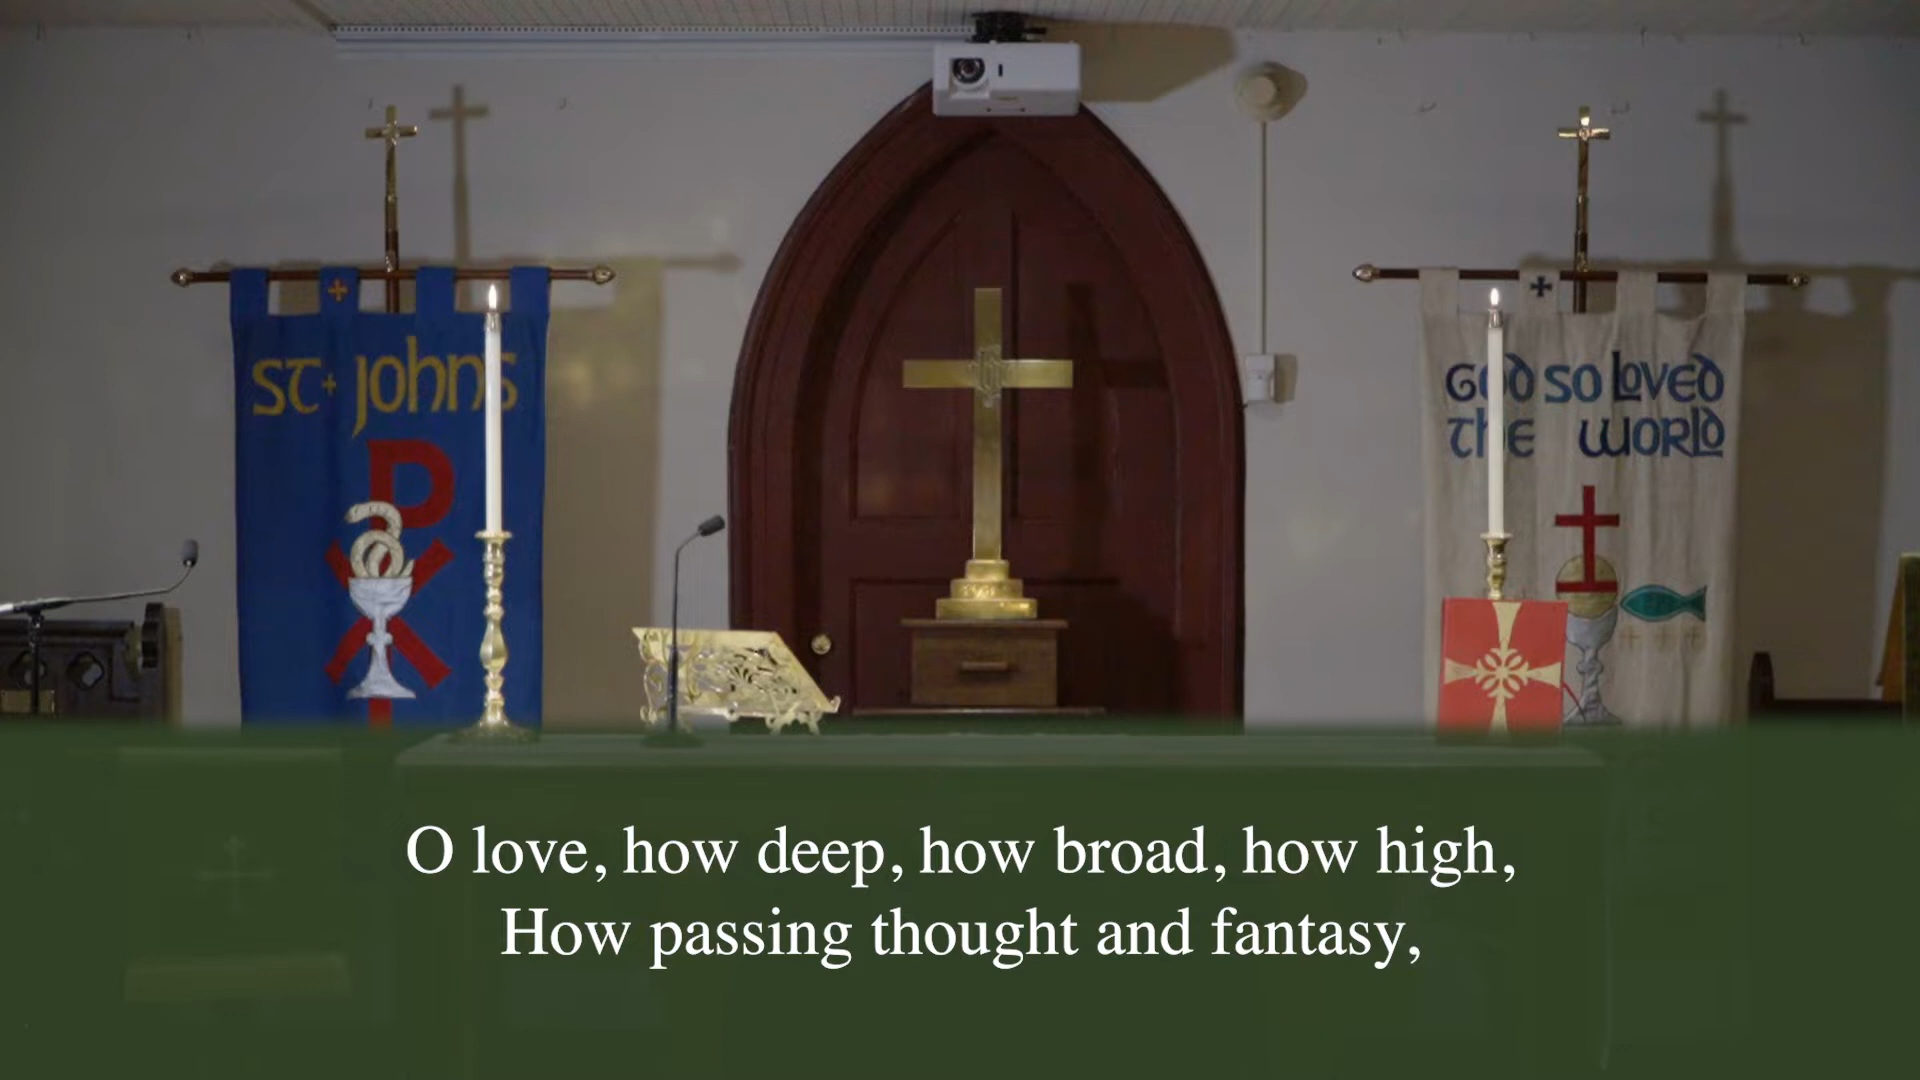 St. Johns
God so loved
the world
O love, how deep, how broad, how high,
How passing thought and fantasy,